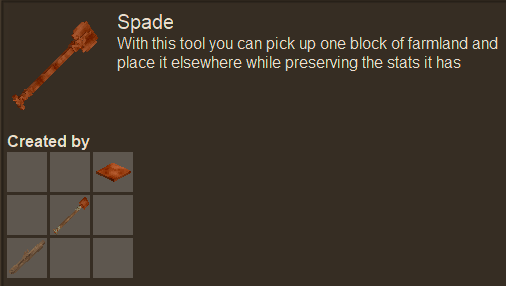 Spade
With this tool you can pick up one block of farmland and
place it elsewhere while preserving the stats it has
Created by